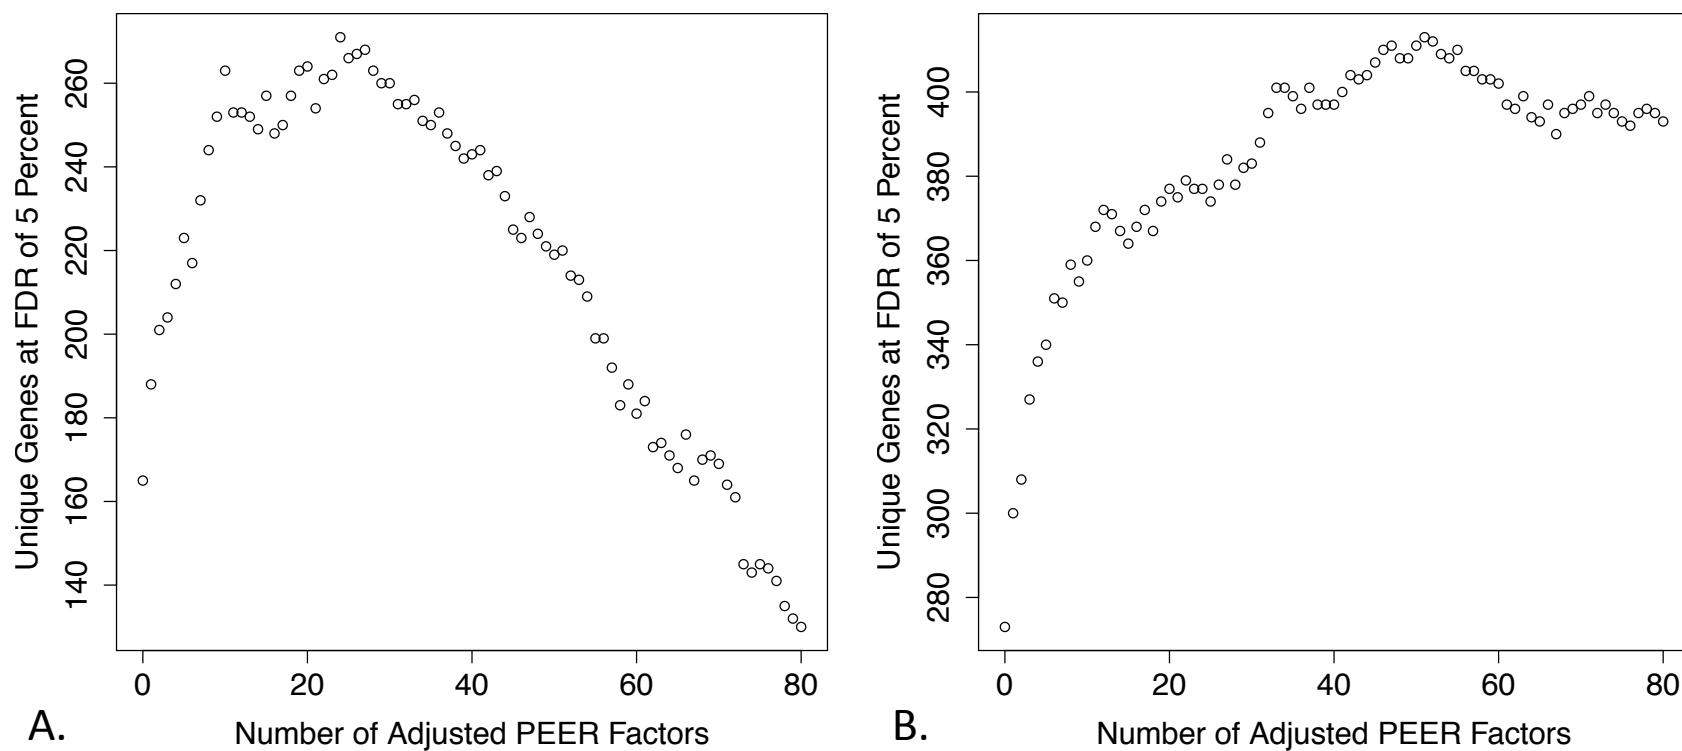 Unique Genes at FDR of 5 Percent
260
240
220
200
180
160
140
0 20 40 60 80
Number of Adjusted PEER Factors
A.
Unique Genes at FDR of 5 Percent
400
380
360
340
320
300
280
0 20 40 60 80
Number of Adjusted PEER Factors
B.